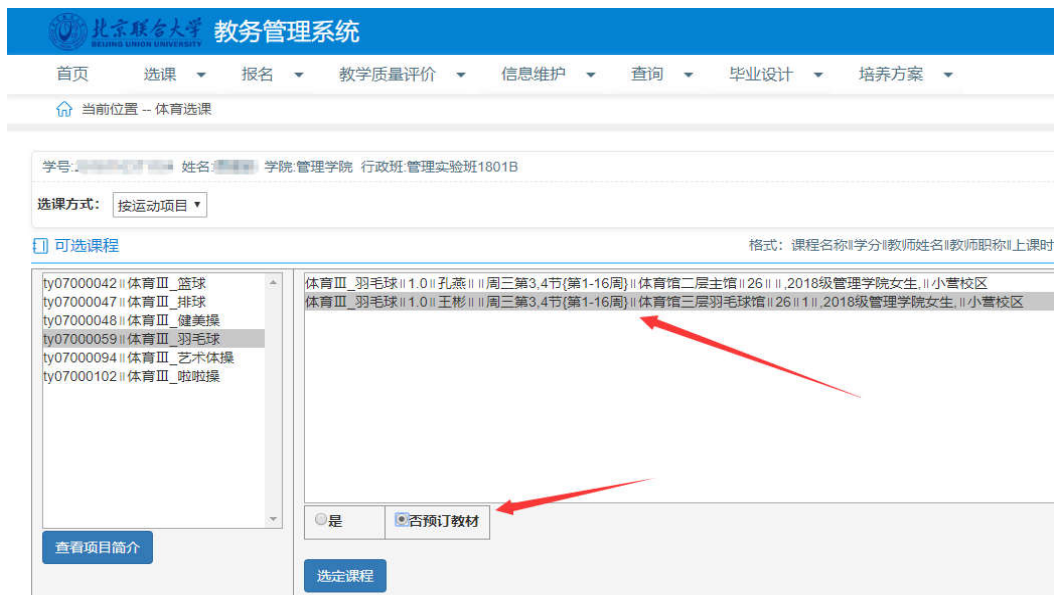 北京联合大学 教务管理系统
BEIJING UNION UNIVERSITY
首页 选课 报名 教学质量评价 信息维护 查询 毕业设计 培养方案
当前位置 -- 体育选课
学号: 姓名: 学院:管理学院 行政班:管理实验班1801B
选课方式： 按运动项目
可选课程 格式：课程名称‖学分‖教师姓名‖教师职称‖上课时
ty07000042‖体育Ⅲ_篮球
ty07000047‖体育Ⅲ_排球
ty07000048‖体育Ⅲ_健美操
ty07000059‖体育Ⅲ_羽毛球
ty07000094‖体育Ⅲ_艺术体操
ty07000102‖体育Ⅲ_啦啦操
体育Ⅲ_羽毛球‖1.0‖孔燕‖‖周三第3,4节{第1-16周}‖体育馆二层主馆‖26‖‖,2018级管理学院女生,‖小营校区
体育Ⅲ_羽毛球‖1.0‖王彬‖‖周三第3,4节{第1-16周}‖体育馆三层羽毛球馆‖26‖1‖,2018级管理学院女生,‖小营校区
是 否预订教材
查看项目简介
选定课程